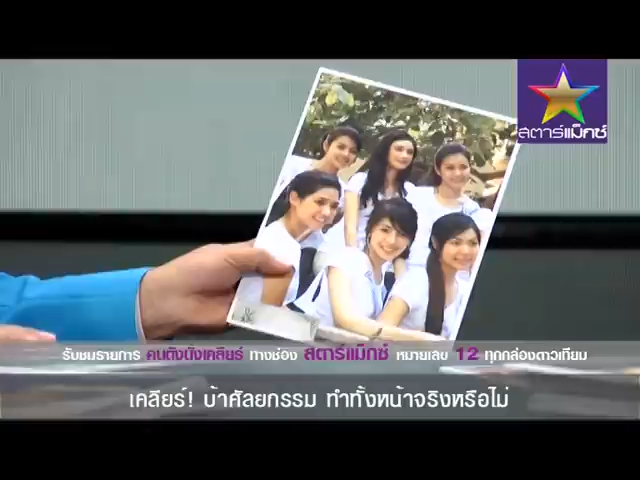 สตาร์แม็กซ์
รับชมรายการ คนดังนั่งเคลียร์ ทางช่อง สตาร์แม็กซ์ หมายเลข 12 ทุกกล่องดาวเทียม
เคลียร์! บ้าศัลยกรรม ทำทั้งหน้าจริงหรือไม่